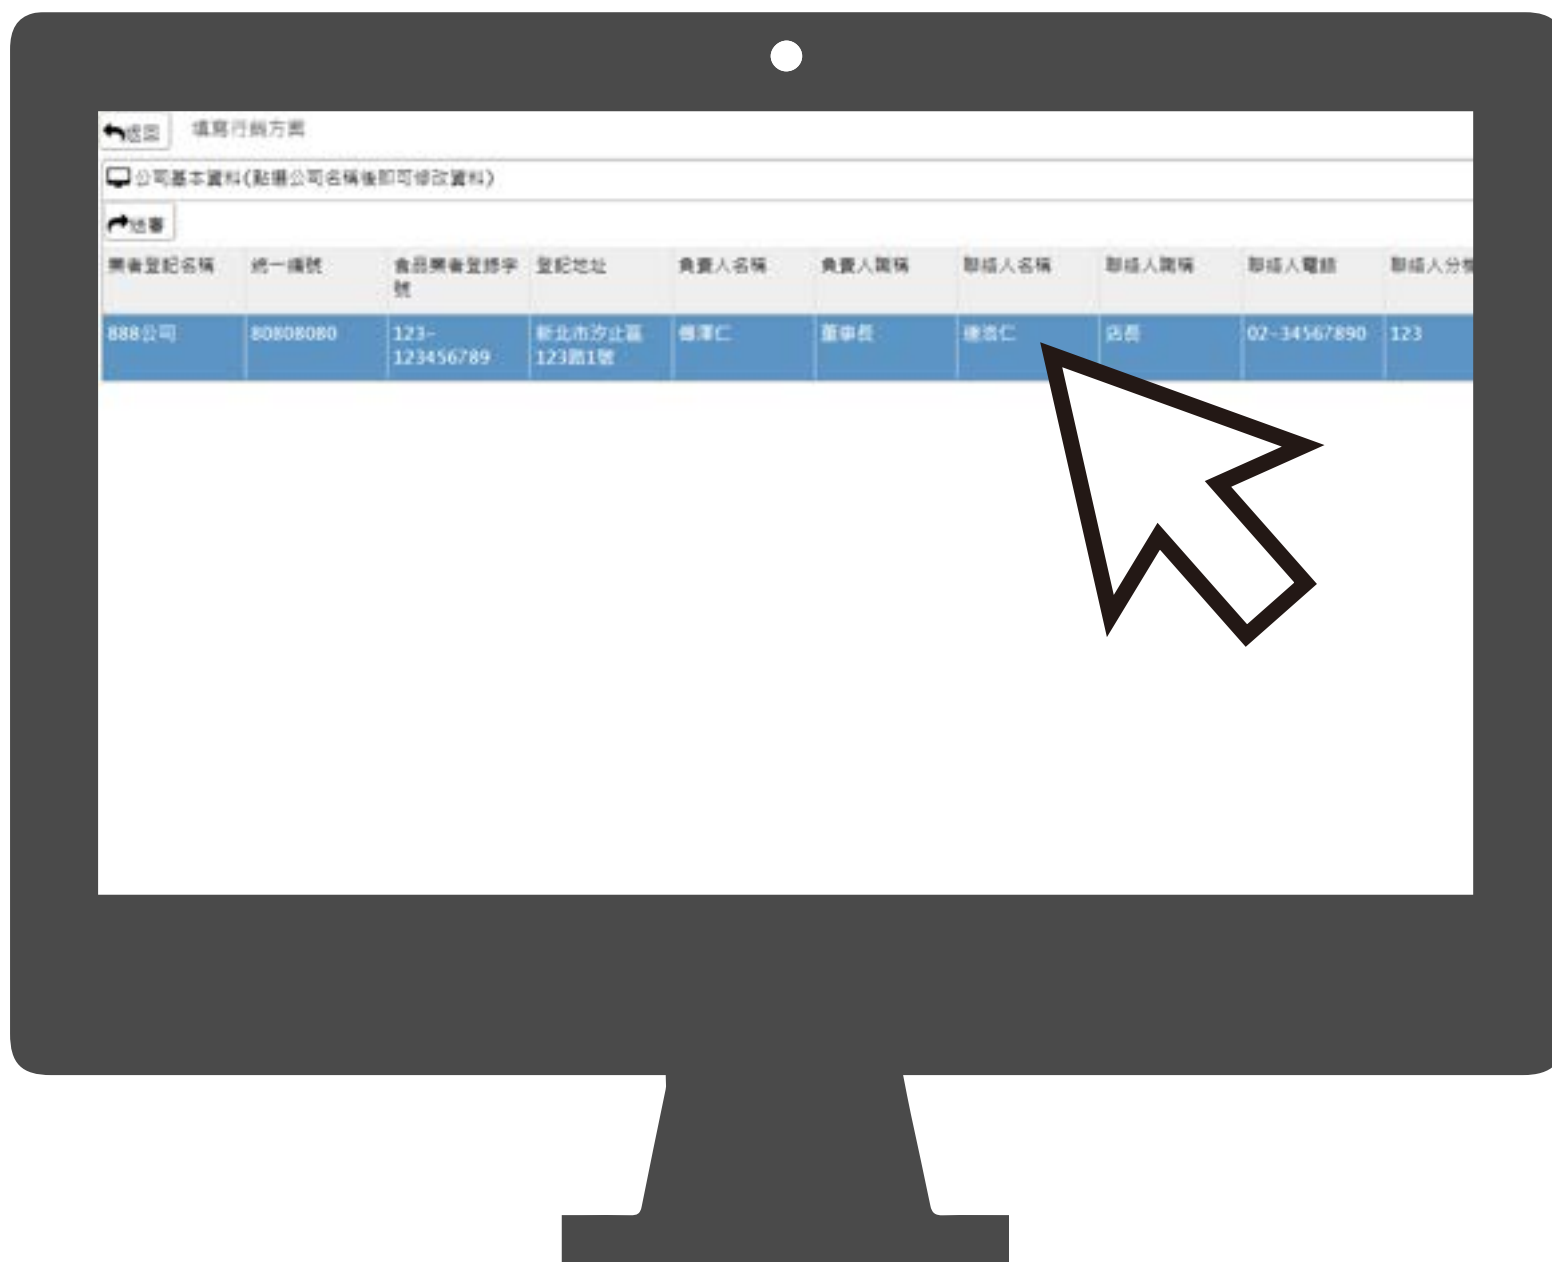 返回 填寫行銷方案
公司基本資料(點選公司名稱後即可修改資料)
送審
業者登記名稱 統一編號 食品業者登錄字 登記地址 負責人名稱 負責人職稱 聯絡人名稱 聯絡人職稱 聯絡人電話 聯絡人分機
號
888公司 80808080 123- 新北市汐止區 董事長 店長 02-34567890 123
123456789 123路1號